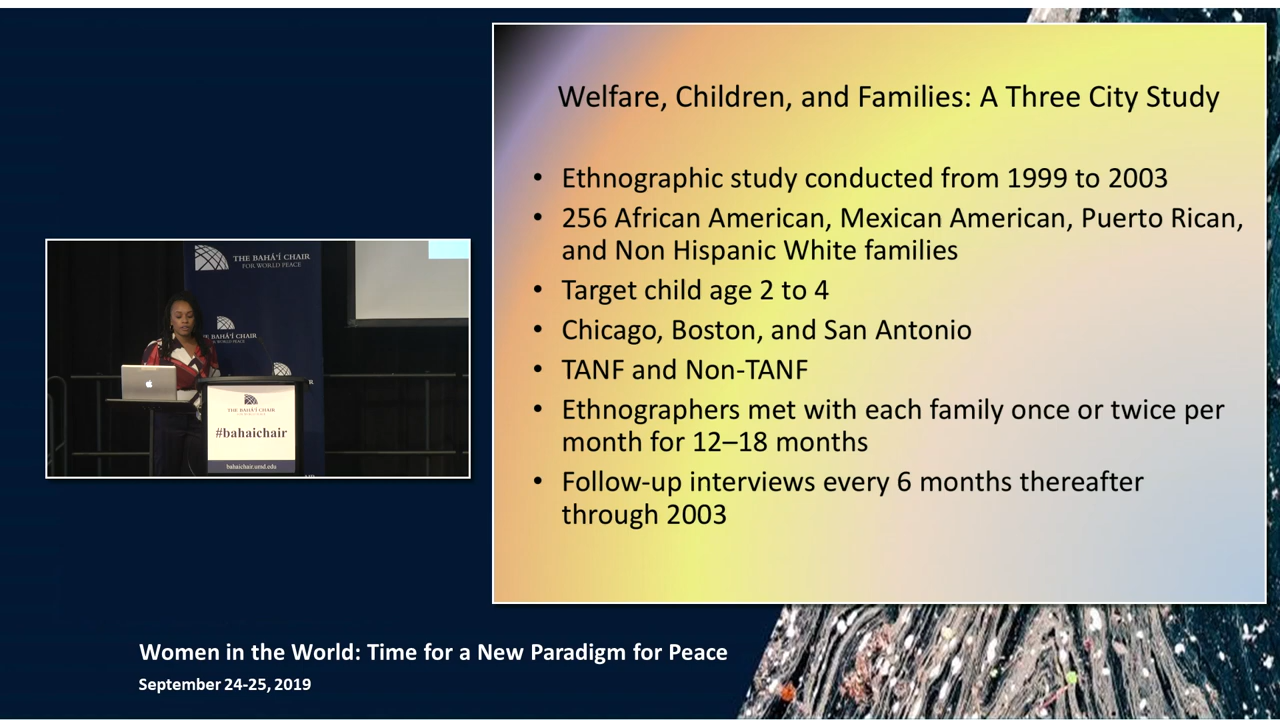 Welfare, Children, and Families: A Three City Study
• Ethnographic study conducted from 1999 to 2003
• 256 African American, Mexican American, Puerto Rican,
and Non Hispanic White families
• Target child age 2 to 4
• Chicago, Boston, and San Antonio
• TANF and Non-TANF
• Ethnographers met with each family once or twice per
month for 12–18 months
• Follow-up interviews every 6 months thereafter
through 2003
THE BAHÁ'Í CHAIR
FOR WORLD PEACE
BAHÁ'Í CHAIR
THE BAHÁ'Í CHAIR
#bahaichair
bahaichair.umd.edu
Women in the World: Time for a New Paradigm for Peace
September 24-25, 2019